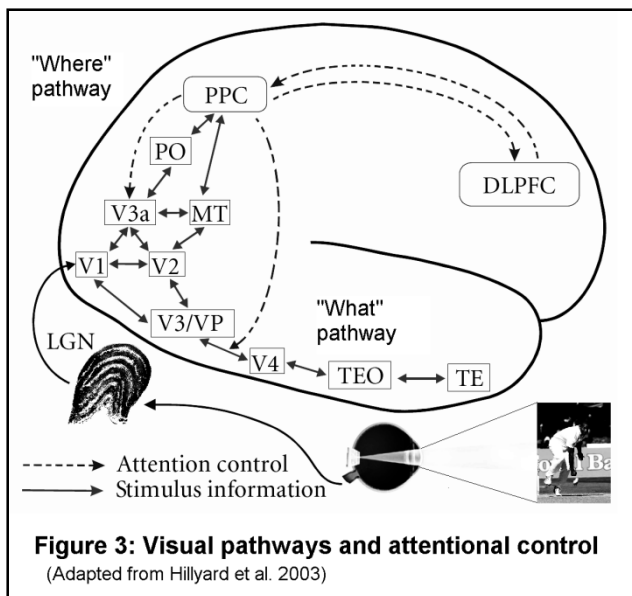 "Where"
pathway
PPC
PO
DLPFC
V3a
MT
V1
V2
V3/VP
"What"
pathway
LGN
V4
TEO
TE
Attention control
Stimulus information
Figure 3: Visual pathways and attentional control
(Adapted from Hillyard et al. 2003)